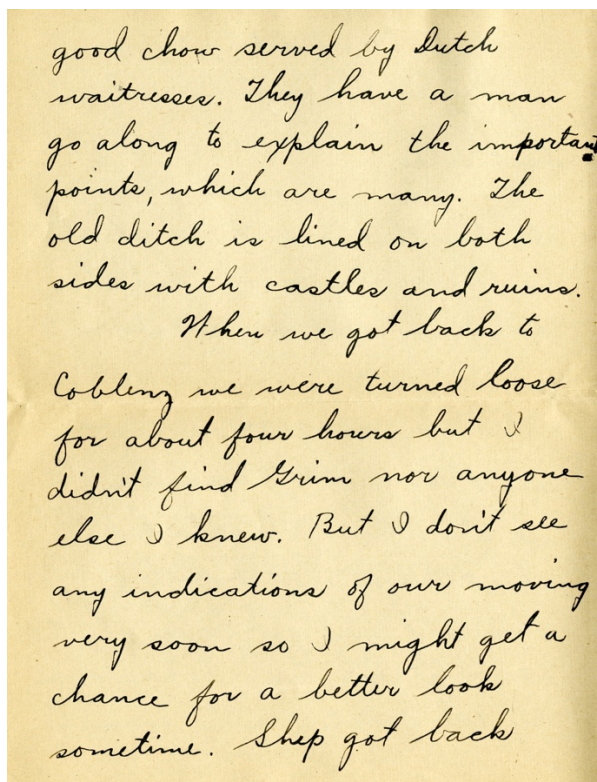 good chow served by Dutch
waitresses. They have a man
go along to explain the important
points, which are many. The
old ditch is lined on both
sides with castles and ruins.
When we got back to
Coblenz we were turned loose
for about four hours but I
didn't find Grim nor anyone
else I knew. But I don't see
any indications of our moving
very soon so I might get a
chance for a better look
sometime. Shep got back